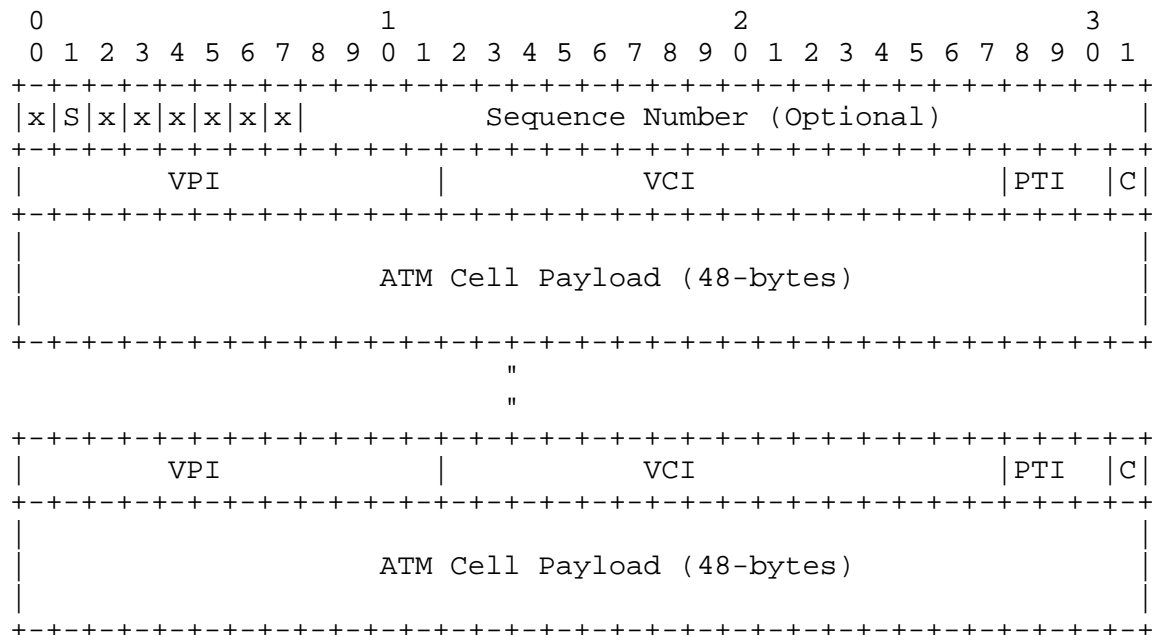 0                   1                   2                   3
 0 1 2 3 4 5 6 7 8 9 0 1 2 3 4 5 6 7 8 9 0 1 2 3 4 5 6 7 8 9 0 1
+-+-+-+-+-+-+-+-+-+-+-+-+-+-+-+-+-+-+-+-+-+-+-+-+-+-+-+-+-+-+-+-+
|x|S|x|x|x|x|x|x|          Sequence Number (Optional)           |
+-+-+-+-+-+-+-+-+-+-+-+-+-+-+-+-+-+-+-+-+-+-+-+-+-+-+-+-+-+-+-+-+
|        VPI            |           VCI                 |PTI  |C|
+-+-+-+-+-+-+-+-+-+-+-+-+-+-+-+-+-+-+-+-+-+-+-+-+-+-+-+-+-+-+-+-+
|                                                               |
|                    ATM Cell Payload (48-bytes)                |
|                                                               |
+-+-+-+-+-+-+-+-+-+-+-+-+-+-+-+-+-+-+-+-+-+-+-+-+-+-+-+-+-+-+-+-+
                            "
                            "
+-+-+-+-+-+-+-+-+-+-+-+-+-+-+-+-+-+-+-+-+-+-+-+-+-+-+-+-+-+-+-+-+
|        VPI            |           VCI                 |PTI  |C|
+-+-+-+-+-+-+-+-+-+-+-+-+-+-+-+-+-+-+-+-+-+-+-+-+-+-+-+-+-+-+-+-+
|                                                               |
|                    ATM Cell Payload (48-bytes)                |
|                                                               |
+-+-+-+-+-+-+-+-+-+-+-+-+-+-+-+-+-+-+-+-+-+-+-+-+-+-+-+-+-+-+-+-+